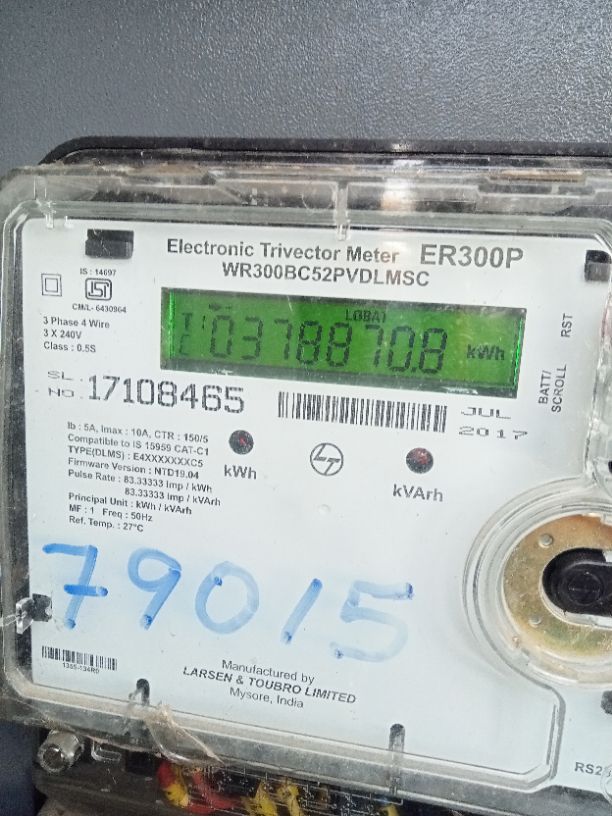 Electronic Trivector Meter ER300P
WR300BC52PVDLMSC
IS : 14697
ISI
CM/L- 6430964
3 Phase 4 Wire
3 X 240V
Class : 0.5S
LOBAT
0378870.8 kWh
RST
BATT/
SCROLL
SL.
NO. 17108465
JUL
2017
Ib : 5A, Imax : 10A, CTR : 150/5
Compatible to IS 15959 CAT-C1
TYPE(DLMS) : E4XXXXXXXC5
Firmware Version : NTD19.04
Pulse Rate : 83.33333 Imp / kWh
83.33333 Imp / kVArh
Principal Unit : kWh / kVArh
MF : 1 Freq : 50Hz
Ref. Temp. : 27°C
kWh
LT
kVArh
79015
Manufactured by
LARSEN & TOUBRO LIMITED
Mysore, India